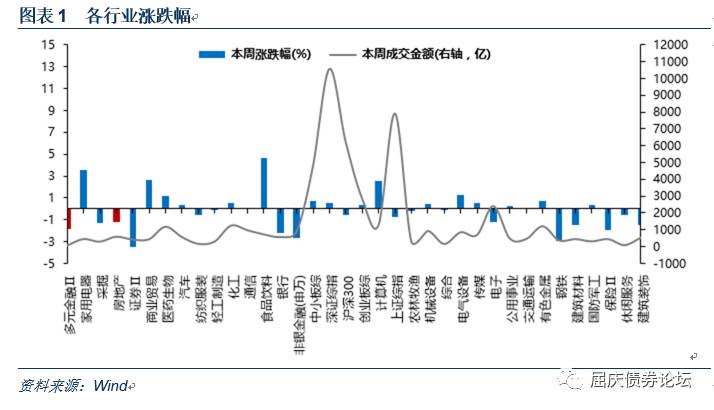 图表 1 各行业涨跌幅
本周涨跌幅(%) 本周成交金额(右轴，亿)
15 12000
13 11000
11 10000
9 9000
7 8000
5 7000
3 6000
1 5000
-1 4000
-3 3000
-5 2000
1000
0
-1000
多元金融Ⅱ
家用电器
采掘
房地产
证券Ⅱ
商业贸易
医药生物
汽车
纺织服装
轻工制造
化工
通信
食品饮料
银行
非银金融(申万)
中小板综
深证综指
沪深300
创业板综
计算机
上证综指
农林牧渔
机械设备
综合
电气设备
传媒
电子
公用事业
交通运输
有色金属
钢铁
建筑材料
国防军工
保险Ⅱ
休闲服务
建筑装饰
资料来源：Wind
屈庆债券论坛